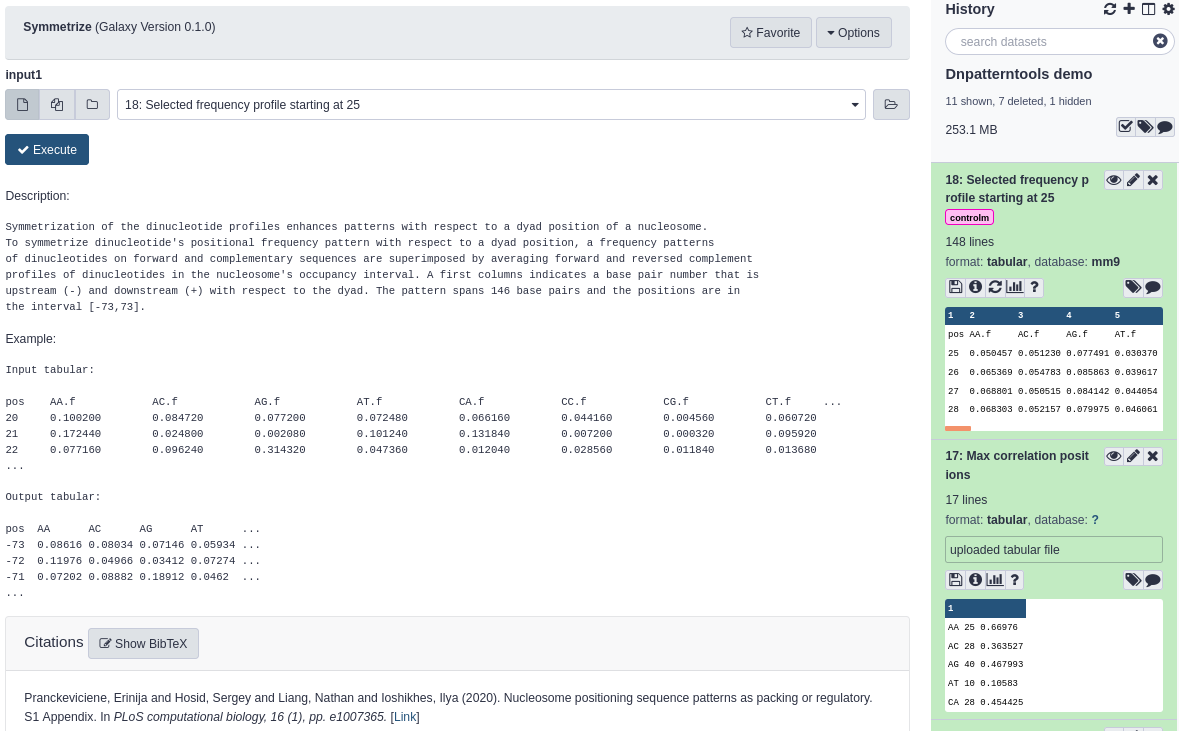 Symmetrize (Galaxy Version 0.1.0)
Favorite
Options
input1
18: Selected frequency profile starting at 25
Execute
Description:
Symmetrization of the dinucleotide profiles enhances patterns with respect to a dyad position of a nucleosome.
To symmetrize dinucleotide's positional frequency pattern with respect to a dyad position, a frequency patterns
of dinucleotides on forward and complementary sequences are superimposed by averaging forward and reversed complement
profiles of dinucleotides in the nucleosome's occupancy interval. A first columns indicates a base pair number that is
upstream (-) and downstream (+) with respect to the dyad. The pattern spans 146 base pairs and the positions are in
the interval [-73,73].
Example:
Input tabular:
pos AA.f AC.f AG.f AT.f CA.f CC.f CG.f CT.f ...
20 0.100200 0.084720 0.077200 0.072480 0.066160 0.044160 0.004560 0.060720
21 0.172440 0.024800 0.002080 0.101240 0.131840 0.007200 0.000320 0.095920
22 0.077160 0.096240 0.314320 0.047360 0.012040 0.028560 0.011840 0.013680
...
Output tabular:
pos AA AC AG AT ...
-73 0.08616 0.08034 0.07146 0.05934 ...
-72 0.11976 0.04966 0.03412 0.07274 ...
-71 0.07202 0.08882 0.18912 0.0462 ...
...
Citations
Show BibTeX
Pranckeviciene, Erinija and Hosid, Sergey and Liang, Nathan and Ioshikhes, Ilya (2020). Nucleosome positioning sequence patterns as packing or regulatory.
S1 Appendix. In PLoS computational biology, 16 (1), pp. e1007365. [Link]
History
search datasets
Dnpatterntools demo
11 shown, 7 deleted, 1 hidden
253.1 MB
18: Selected frequency p
rofile starting at 25
controlm
148 lines
format: tabular, database: mm9
1 2 3 4 5
pos AA.f AC.f AG.f AT.f
25 0.050457 0.051230 0.077491 0.030370
26 0.065369 0.054783 0.085863 0.039617
27 0.068801 0.050515 0.084142 0.044054
28 0.068303 0.052157 0.079975 0.046061
17: Max correlation posit
ions
17 lines
format: tabular, database: ?
uploaded tabular file
1
AA 25 0.66976
AC 28 0.363527
AG 40 0.467993
AT 10 0.10583
CA 28 0.454425